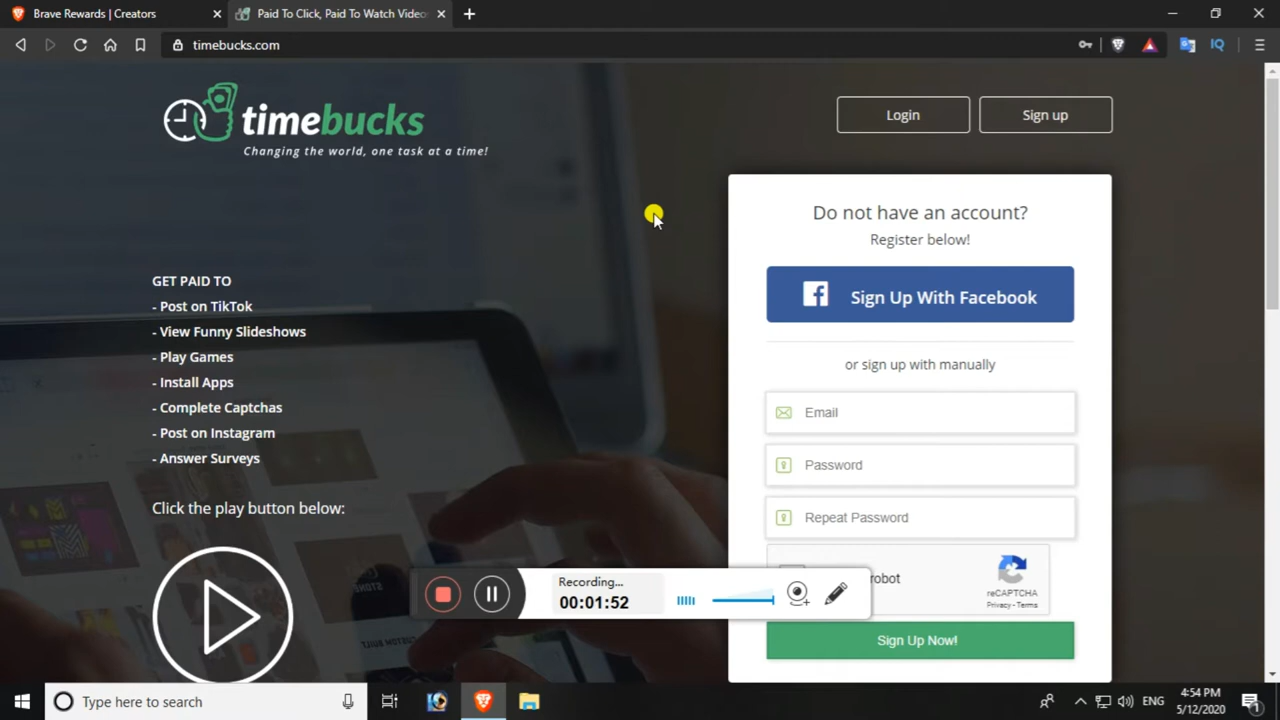 Brave Rewards | Creators
Paid To Click, Paid To Watch Video
timebucks.com
timebucks
Changing the world, one task at a time!
Login
Sign up
Do not have an account?
Register below!
Sign Up With Facebook
or sign up with manually
Email
Password
Repeat Password
robot
reCAPTCHA
Privacy - Terms
Sign Up Now!
GET PAID TO
- Post on TikTok
- View Funny Slideshows
- Play Games
- Install Apps
- Complete Captchas
- Post on Instagram
- Answer Surveys
Click the play button below:
Recording...
00:01:52
Type here to search
ENG
4:54 PM
5/12/2020